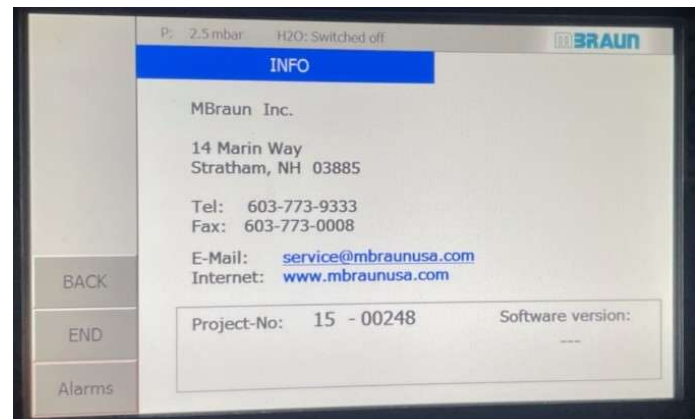 P: 2.5 mbar H2O: Switched off
MBRAUN
INFO
MBraun Inc.
14 Marin Way
Stratham, NH 03885
Tel: 603-773-9333
Fax: 603-773-0008
E-Mail: service@mbraunusa.com
Internet: www.mbraunusa.com
BACK
Project-No: 15 - 00248 Software version:
---
END
Alarms